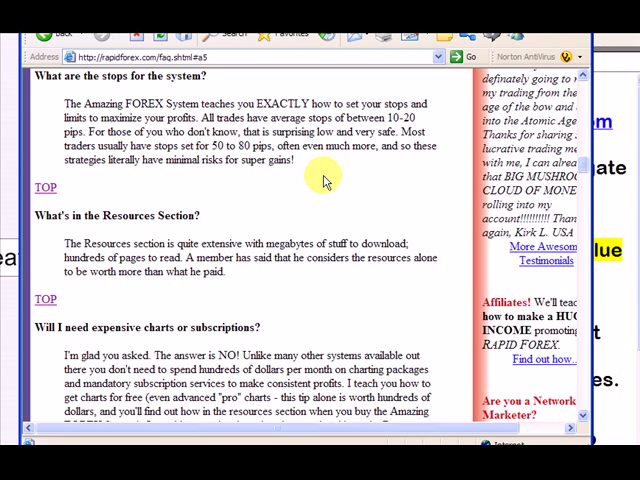 Back
Search
Favorites
Address
http://rapidforex.com/faq.shtml#a5
Go
Norton AntiVirus
What are the stops for the system?
The Amazing FOREX System teaches you EXACTLY how to set your stops and
limits to maximize your profits. All trades have average stops of between 10-20
pips. For those of you who don't know, that is surprising low and very safe. Most
traders usually have stops set for 50 to 80 pips, often even much more, and so these
strategies literally have minimal risks for super gains!
TOP
What's in the Resources Section?
The Resources section is quite extensive with megabytes of stuff to download;
hundreds of pages to read. A member has said that he considers the resources alone
to be worth more than what he paid.
TOP
Will I need expensive charts or subscriptions?
I'm glad you asked. The answer is NO! Unlike many other systems available out
there you don't need to spend hundreds of dollars per month on charting packages
and mandatory subscription services to make consistent profits. I teach you how to
get charts for free (even advanced "pro" charts - this tip alone is worth hundreds of
dollars, and you'll find out how in the resources section when you buy the Amazing
definately going to
my trading from the
age of the bow and
into the Atomic Age
Thanks for sharing
lucrative trading me
with me, I can alrea
that BIG MUSHRO
CLOUD OF MONE
rolling into my
account!!!!!!!!!! Than
again, Kirk L. USA
More Awesom
Testimonials
Affiliates! We'll tea
how to make a HUG
INCOME promoting
RAPID FOREX.
Find out how...
Are you a Network
Marketer?
Internet
om
gate
lue
t
es.
ea